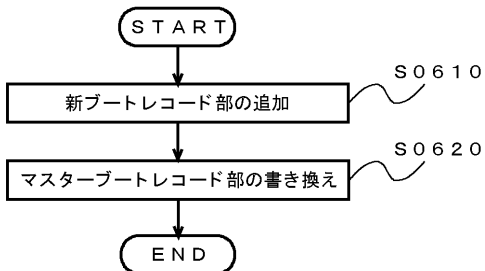 ＳＴＡＲＴ
Ｓ０６１０
新ブートレコード部の追加
Ｓ０６２０
マスターブートレコード部の書き換え
ＥＮＤ